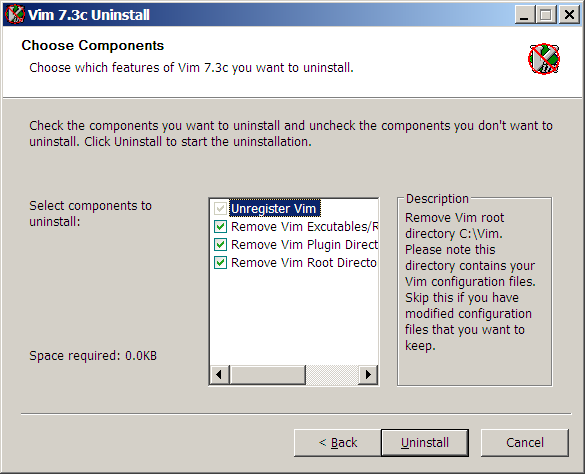 Vim 7.3c Uninstall
Choose Components
Choose which features of Vim 7.3c you want to uninstall.
Check the components you want to uninstall and uncheck the components you don't want to
uninstall. Click Uninstall to start the uninstallation.
Select components to
uninstall:
Unregister Vim
Remove Vim Excutables/R
Remove Vim Plugin Direct
Remove Vim Root Directo
Description
Remove Vim root
directory C:\Vim.
Please note this
directory contains your
Vim configuration files.
Skip this if you have
modified configuration
files that you want to
keep.
Space required: 0.0KB
< Back
Uninstall
Cancel